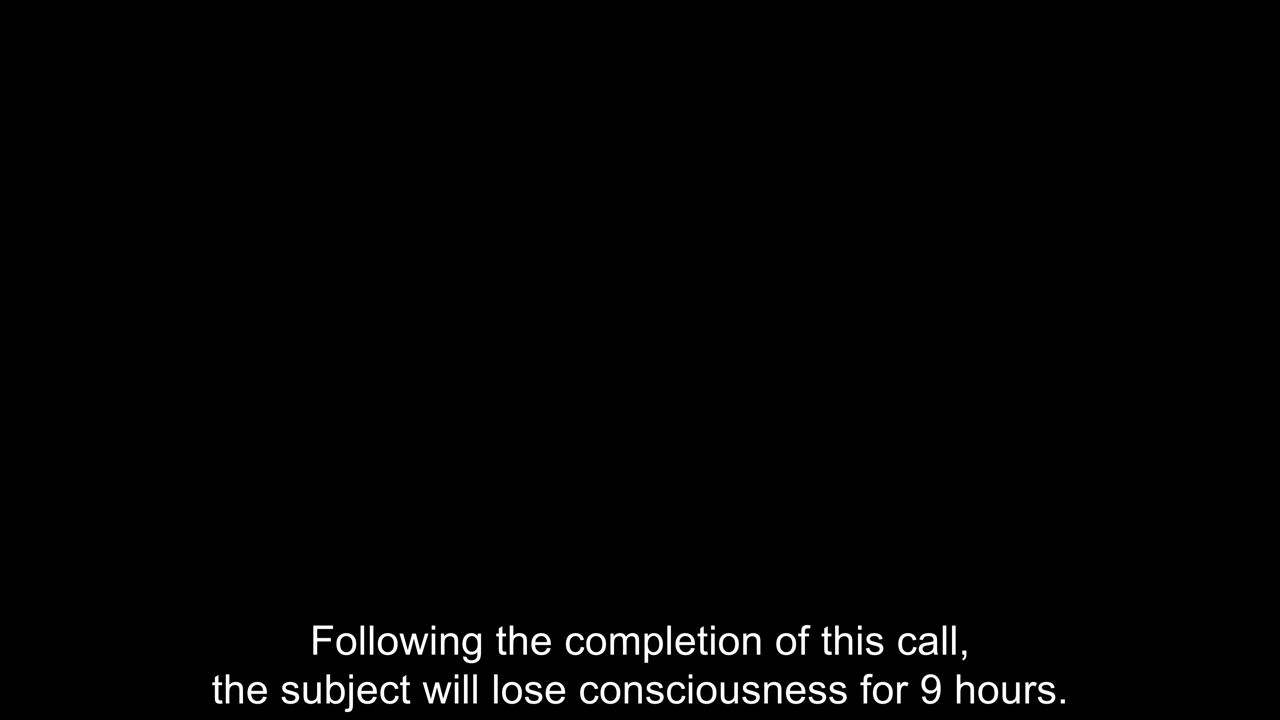 Following the completion of this call,
the subject will lose consciousness for 9 hours.